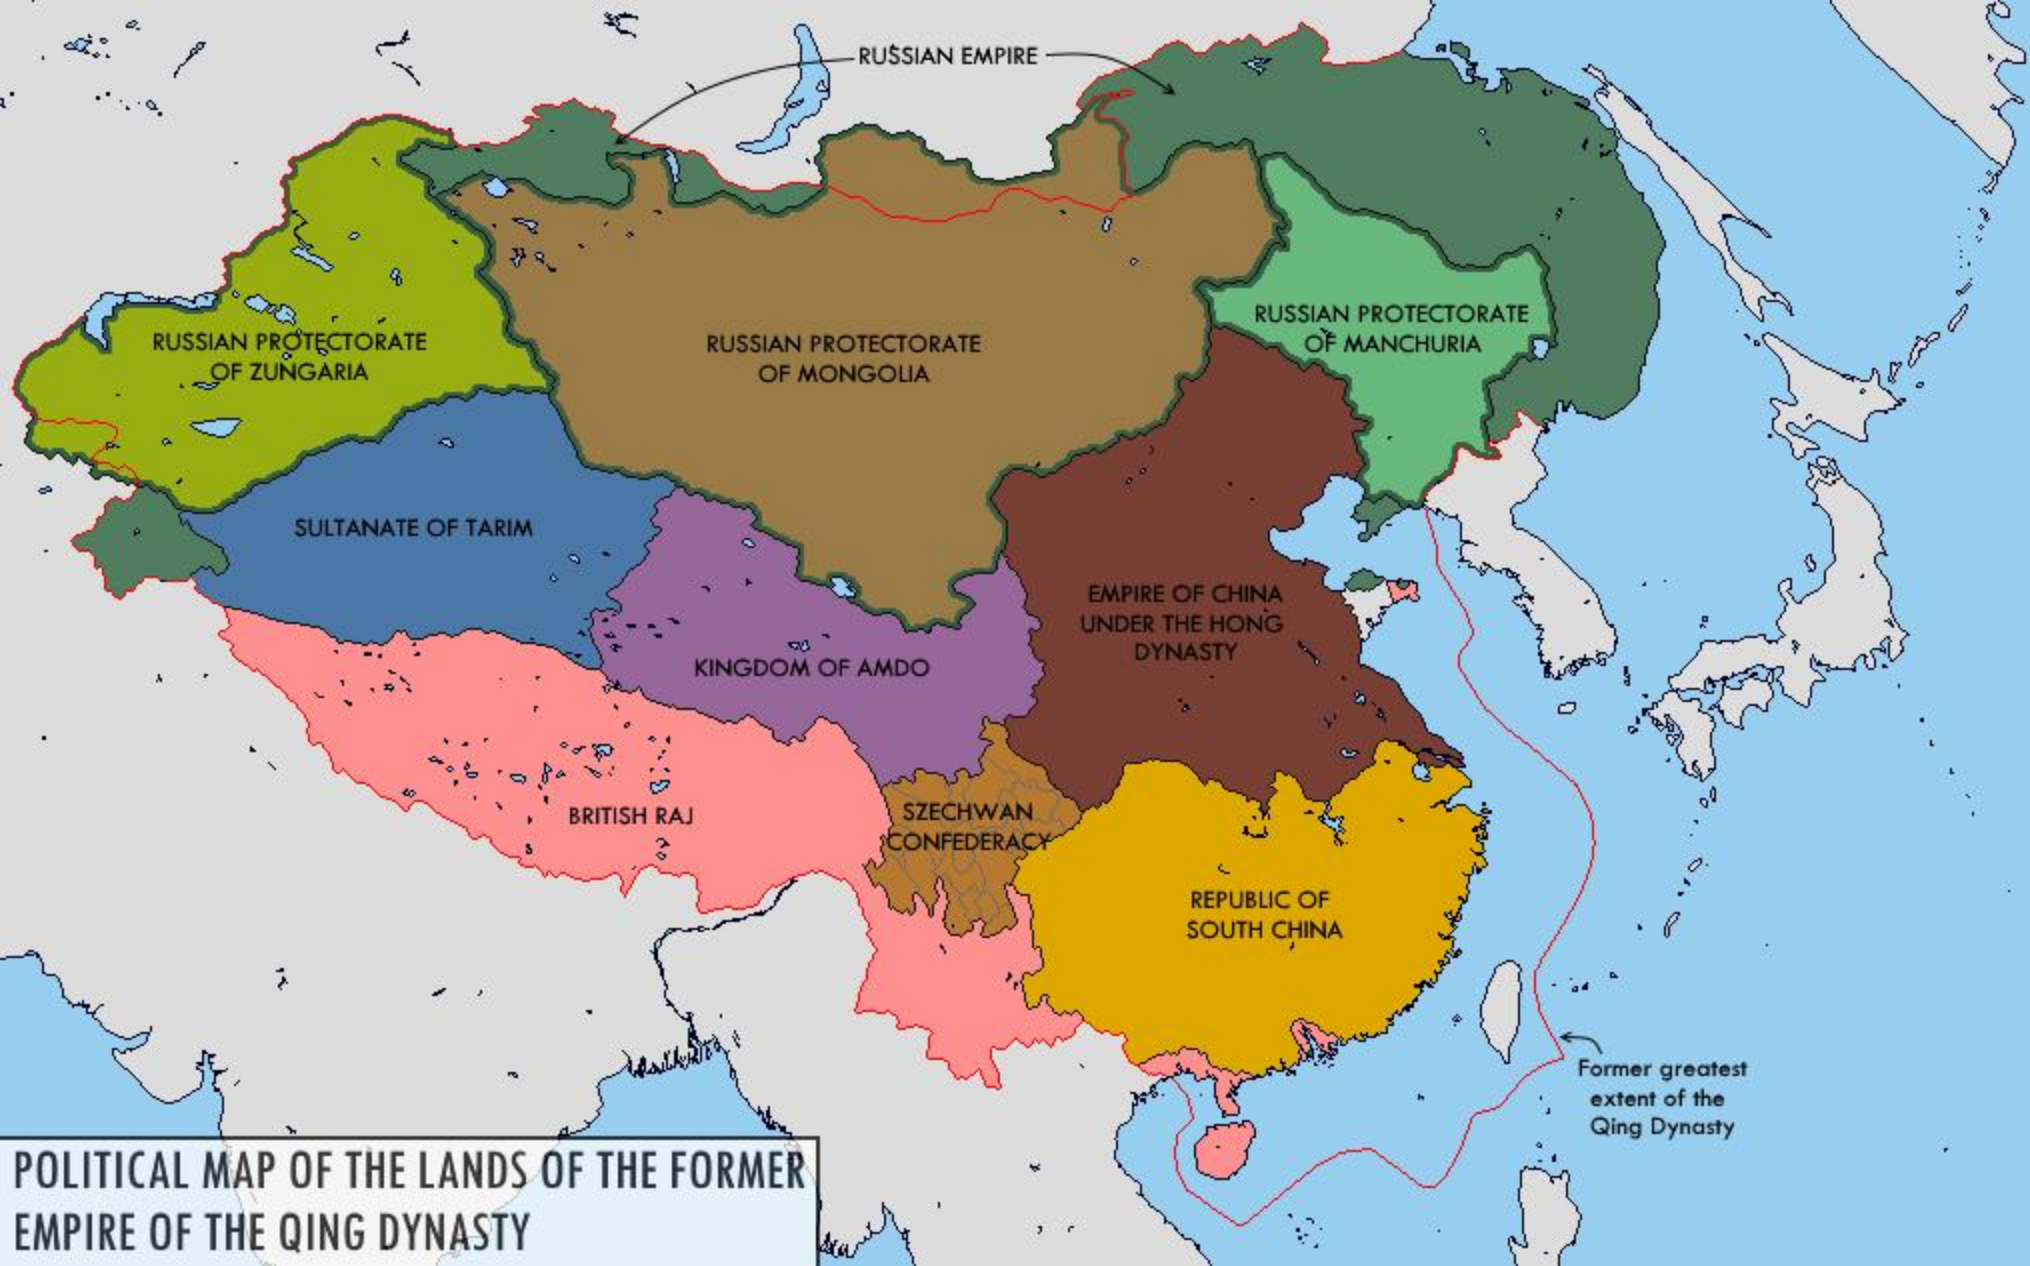 RUSSIAN EMPIRE
RUSSIAN PROTECTORATE
OF ZUNGARIA
RUSSIAN PROTECTORATE
OF MONGOLIA
RUSSIAN PROTECTORATE
OF MANCHURIA
SULTANATE OF TARIM
EMPIRE OF CHINA
UNDER THE HONG
DYNASTY
KINGDOM OF AMDO
BRITISH RAJ
SZECHWAN
CONFEDERACY
REPUBLIC OF
SOUTH CHINA
Former greatest
extent of the
Qing Dynasty
POLITICAL MAP OF THE LANDS OF THE FORMER
EMPIRE OF THE QING DYNASTY